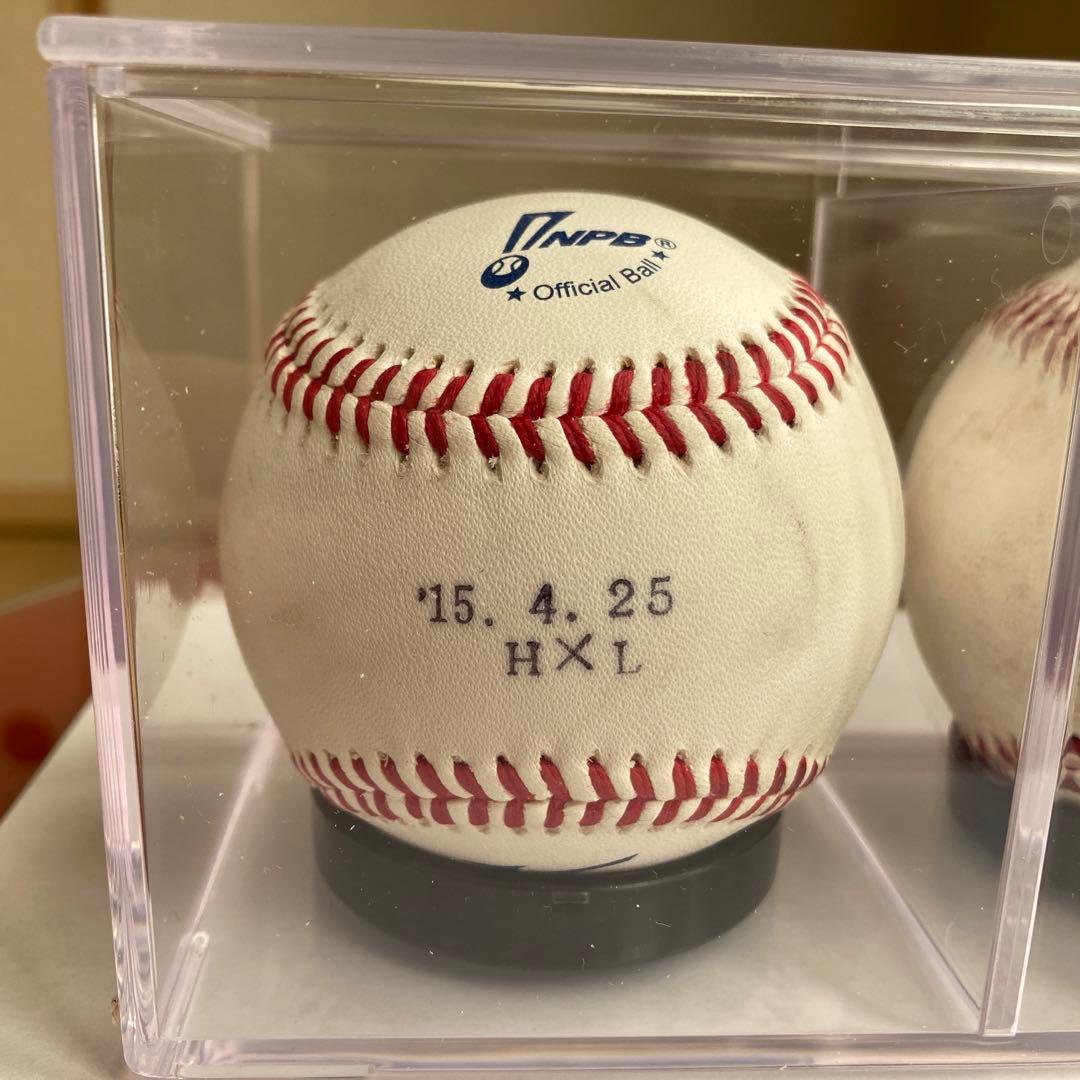 NPB®
★ Official Ball ★
'15. 4. 25
H×L